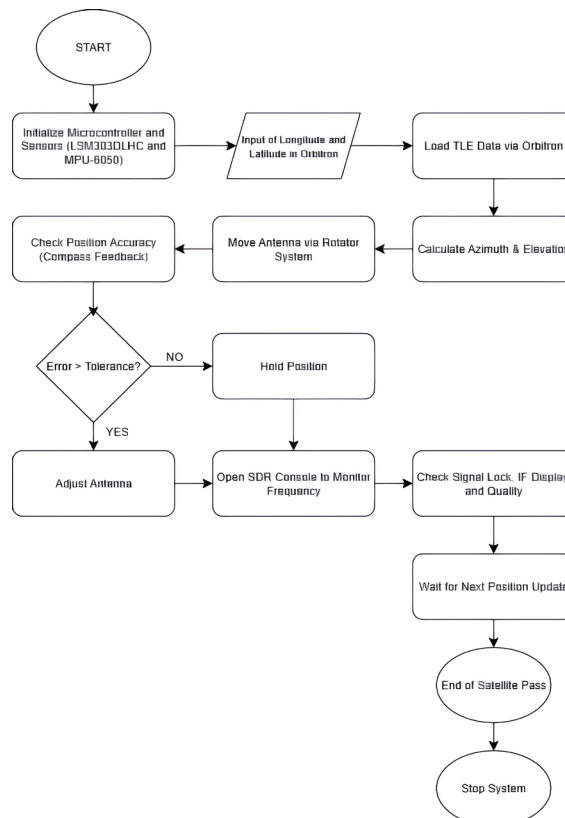 START
Initialize Microcontroller and
Sensors (LSM303DLHC and
MPU-6050)
Input of Longitude and
Latitude in Orbitron
Load TLE Data via Orbitron
Calculate Azimuth & Elevation
Move Antenna via Rotator
System
Check Position Accuracy
(Compass Feedback)
Error > Tolerance?
NO
Hold Position
YES
Adjust Antenna
Open SDR Console to Monitor
Frequency
Check Signal Lock, IF Display,
and Quality
Wait for Next Position Update
End of Satellite Pass
Stop System